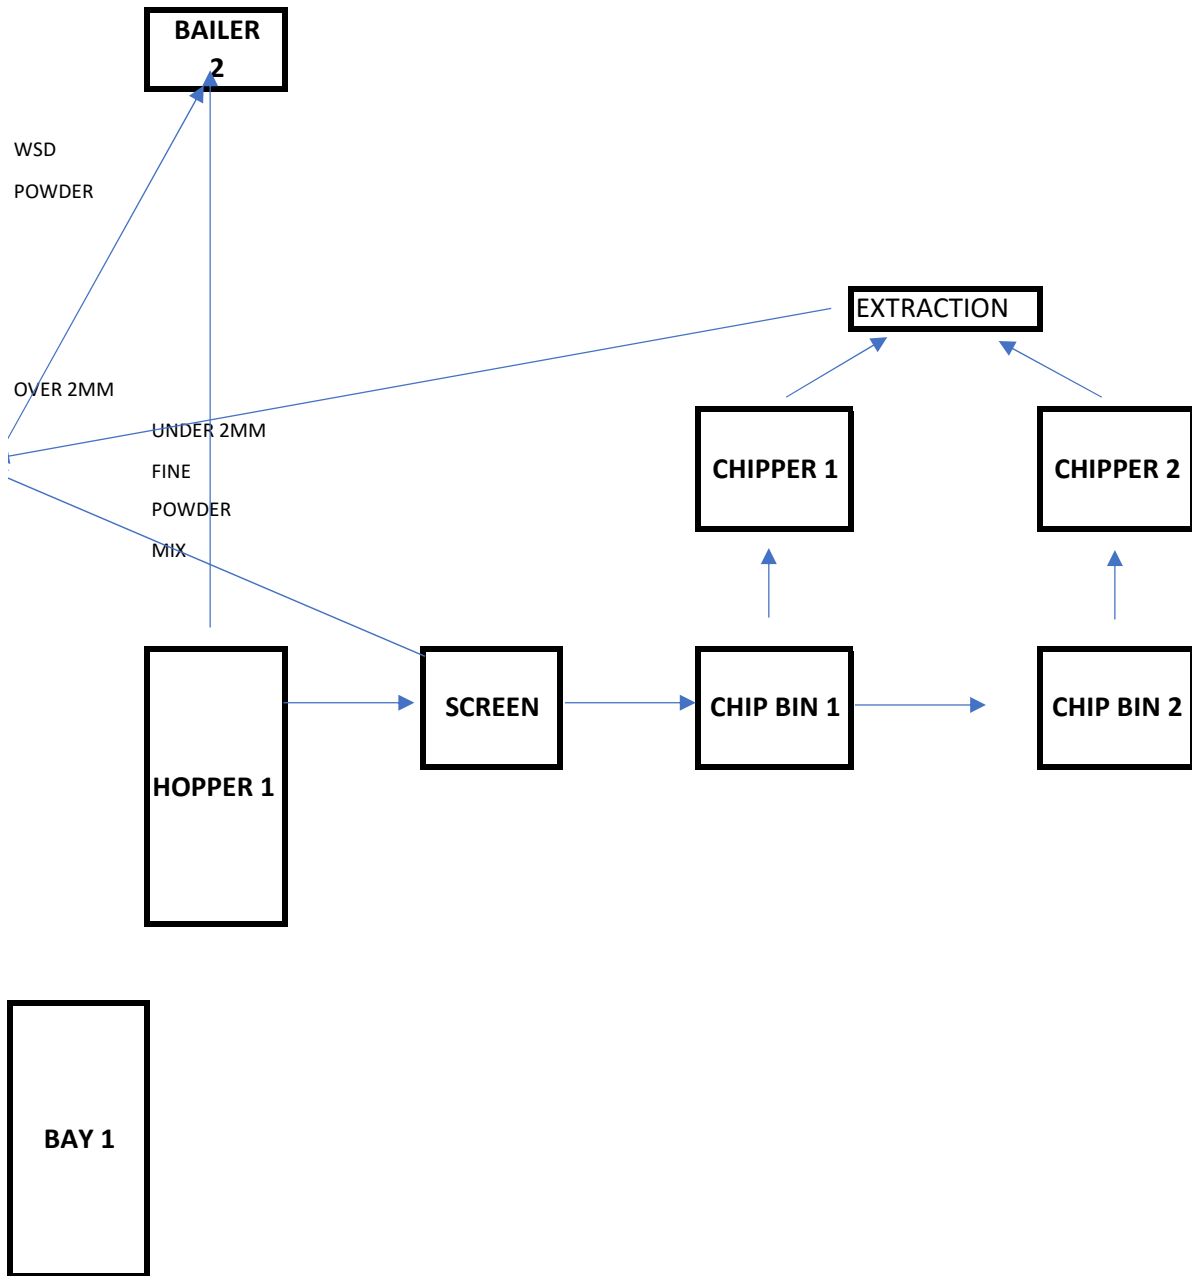 BAILER
2
WSD
POWDER
EXTRACTION
OVER 2MM
UNDER 2MM
FINE
POWDER
MIX
CHIPPER 1
CHIPPER 2
HOPPER 1
SCREEN
CHIP BIN 1
CHIP BIN 2
BAY 1